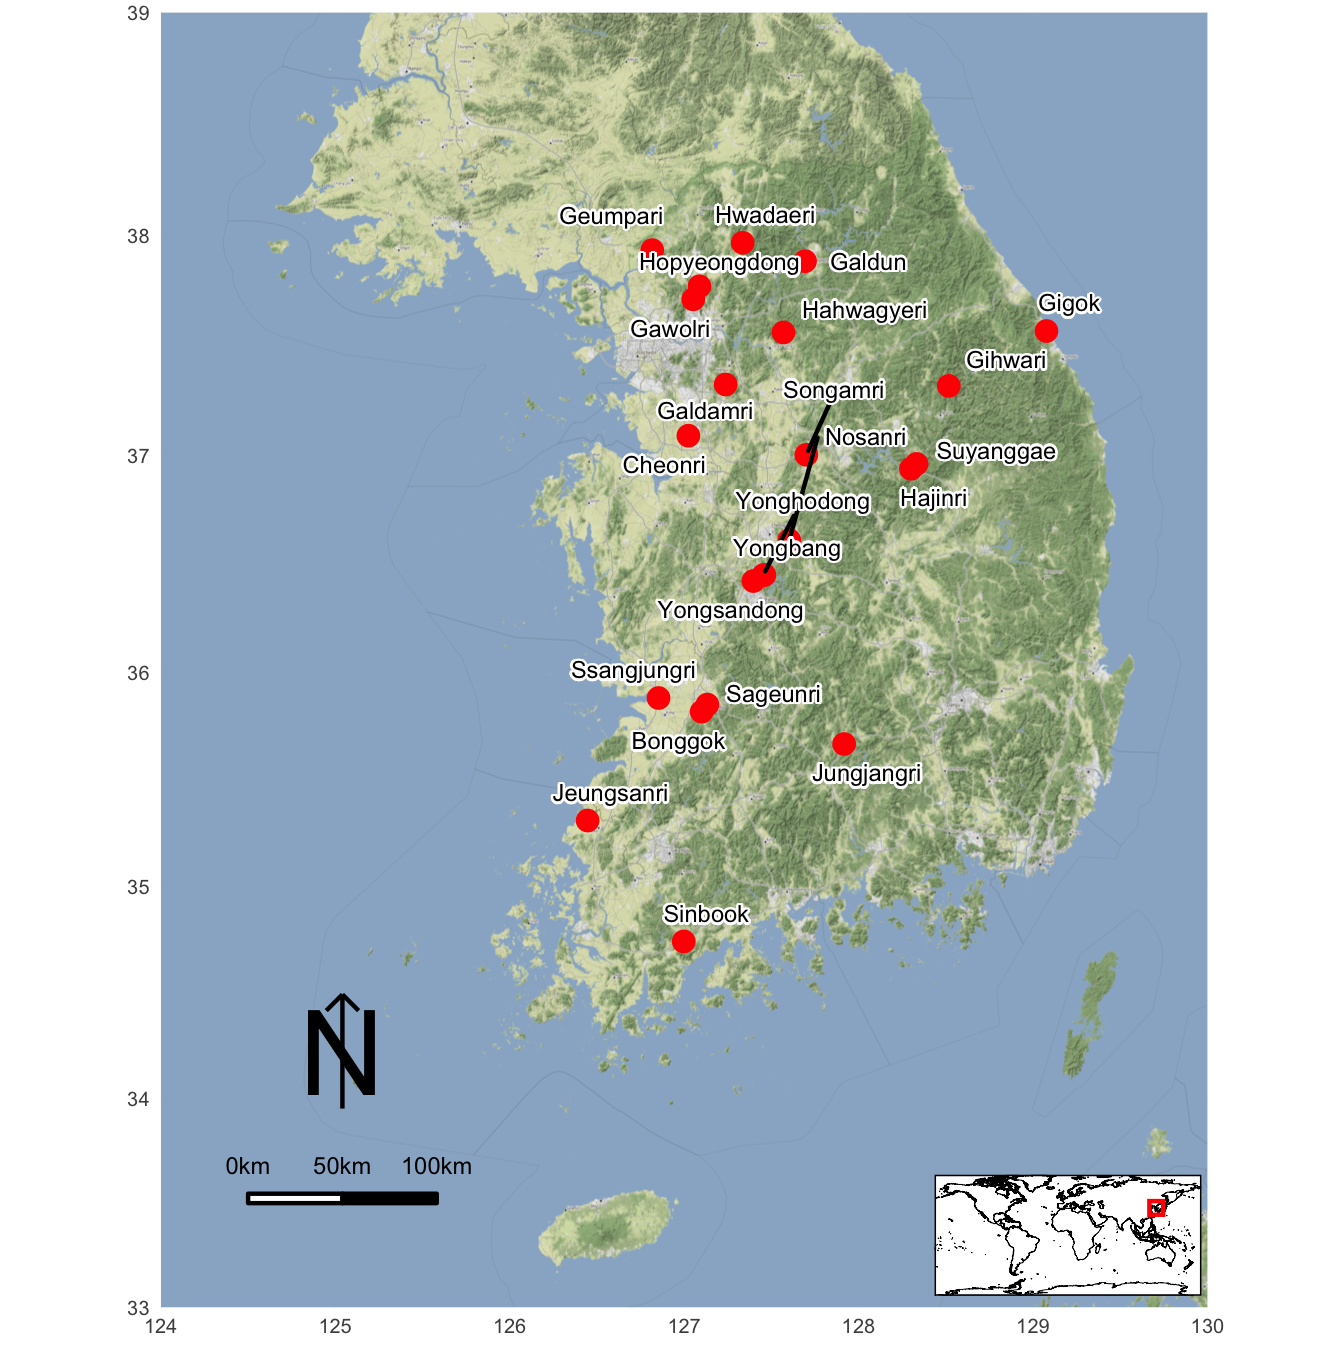 39
38
37
36
35
34
33
Geumpari
Hwadaeri
Hopyeongdong
Galdun
Gigok
Hahwagyeri
Gawolri
Gihwari
Songamri
Galdamri
Nosanri
Suyanggae
Cheonri
Hajinri
Yonghodong
Yongbang
Yongsandong
Ssangjungri
Sageunri
Bonggok
Jungjangri
Jeungsanri
Sinbook
N
0km 50km 100km
124 125 126 127 128 129 130